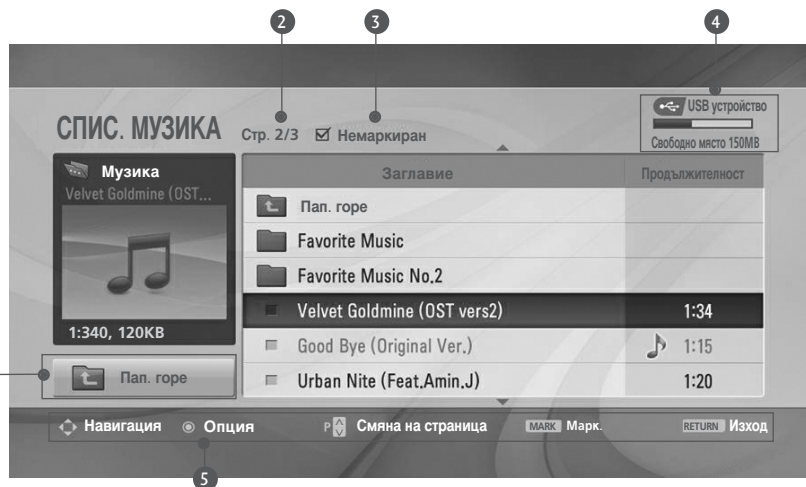 2 3 4
USB устройство
СПИС. МУЗИКА Стр. 2/3 Немаркиран
Свободно място 150MB
Музика
Velvet Goldmine (OST...
1:340, 120KB
Пап. горе
Заглавие Продължителност
Пап. горе
Favorite Music
Favorite Music No.2
Velvet Goldmine (OST vers2) 1:34
Good Bye (Original Ver.) 1:15
Urban Nite (Feat.Amin.J) 1:20
Навигация Опция P Смяна на страница MARK Марк. RETURN Изход
5